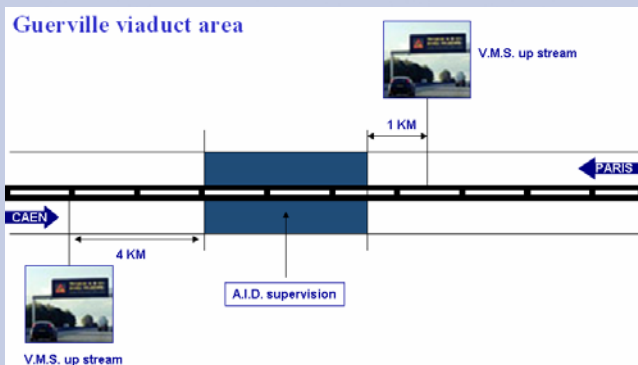 Guerville viaduct area
V.M.S. up stream
1 KM
PARIS
CAEN
4 KM
A.I.D. supervision
V.M.S. up stream